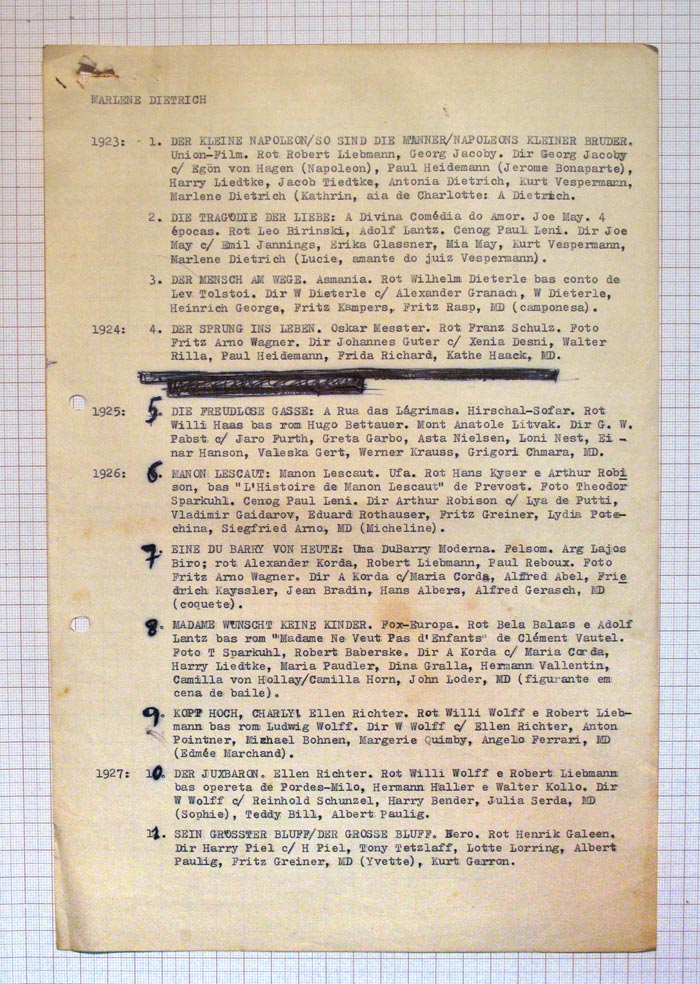 MARLENE DIETRICH
1923: - 1. DER KLEINE NAPOLEON/SO SIND DIE MANNER/NAPOLEONS KLEINER BRUDER.
Union-Film. Rot Robert Liebmann, Georg Jacoby. Dir Georg Jacoby
c/ Egön von Hagen (Napoleon), Paul Heidemann (Jerome Bonaparte),
Harry Liedtke, Jacob Tiedtke, Antonia Dietrich, Kurt Vespermann,
Marlene Dietrich (Kathrin, aia de Charlotte: A Dietrich.
2. DIE TRAGODIE DER LIEBE: A Divina Comédia do Amor. Joe May. 4
épocas. Rot Leo Birinski, Adolf Lantz. Cenog Paul Leni. Dir Joe
May c/ Emil Jannings, Erika Glassner, Mia May, Kurt Vespermann,
Marlene Dietrich (Lucie, amante do juiz Vespermann).
3. DER MENSCH AM WEGE. Asmania. Rot Wilhelm Dieterle bas conto de
Lev Tolstoi. Dir W Dieterle c/ Alexander Granach, W Dieterle,
Heinrich George, Fritz Kampers, Fritz Rasp, MD (camponesa).
1924: 4. DER SPRUNG INS LEBEN. Oskar Messter. Rot Franz Schulz. Foto
Fritz Arno Wagner. Dir Johannes Guter c/ Xenia Desni, Walter
Rilla, Paul Heidemann, Frida Richard, Kathe Haack, MD.
1925: 5. DIE FREUDLOSE GASSE: A Rua das Lágrimas. Hirschal-Sofar. Rot
Willi Haas bas rom Hugo Bettauer. Mont Anatole Litvak. Dir G. W.
Pabst c/ Jaro Furth, Greta Garbo, Asta Nielsen, Loni Nest, Ei -
nar Hanson, Valeska Gert, Werner Krauss, Grigori Chmara, MD.
1926: 6. MANON LESCAUT: Manon Lescaut. Ufa. Rot Hans Kyser e Arthur Robi
son, bas "L'Histoire de Manon Lescaut" de Prevost. Foto Theodor
Sparkuhl. Cenog Paul Leni. Dir Arthur Robison c/ Lya de Putti,
Vladimir Gaidarov, Eduard Rothauser, Fritz Greiner, Lydia Pote-
china, Siegfried Arno, MD (Micheline).
7. EINE DU BARRY VON HEUTE: Uma DuBarry Moderna. Felsom. Arg Lajos
Biro; rot Alexander Korda, Robert Liebmann, Paul Reboux. Foto
Fritz Arno Wagner. Dir A Korda c/Maria Corda, Alfred Abel, Frie
drich Kayssler, Jean Bradin, Hans Albers, Alfred Gerasch, MD
(coquete).
8. MADAME WUNSCHT KEINE KINDER. Fox-Europa. Rot Bela Balazs e Adolf
Lantz bas rom "Madame Ne Veut Pas d'Enfants" de Clément Vautel.
Foto T Sparkuhl, Robert Baberske. Dir A Korda c/ Maria Corda,
Harry Liedtke, Maria Paudler, Dina Gralla, Hermann Vallentin,
Camilla von Hollay/Camilla Horn, John Loder, MD (figurante em
cena de baile).
9. KOPF HOCH, CHARLY! Ellen Richter. Rot Willi Wolff e Robert Lieb-
mann bas rom Ludwig Wolff. Dir W Wolff c/ Ellen Richter, Anton
Pointner, Michael Bohnen, Margerie Quimby, Angelo Ferrari, MD
(Edmée Marchand).
1927: 10. DER JUXBARON. Ellen Richter. Rot Willi Wolff e Robert Liebmann
bas opereta de Pordes-Milo, Hermann Haller e Walter Kollo. Dir
W Wolff c/ Reinhold Schunzel, Harry Bender, Julia Serda, MD
(Sophie), Teddy Bill, Albert Paulig.
11. SEIN GROSSTER BLUFF/DER GROSSE BLUFF. Nero. Rot Henrik Galeen.
Dir Harry Piel c/ H Piel, Tony Tetzlaff, Lotte Lorring, Albert
Paulig, Fritz Greiner, MD (Yvette), Kurt Gerron.